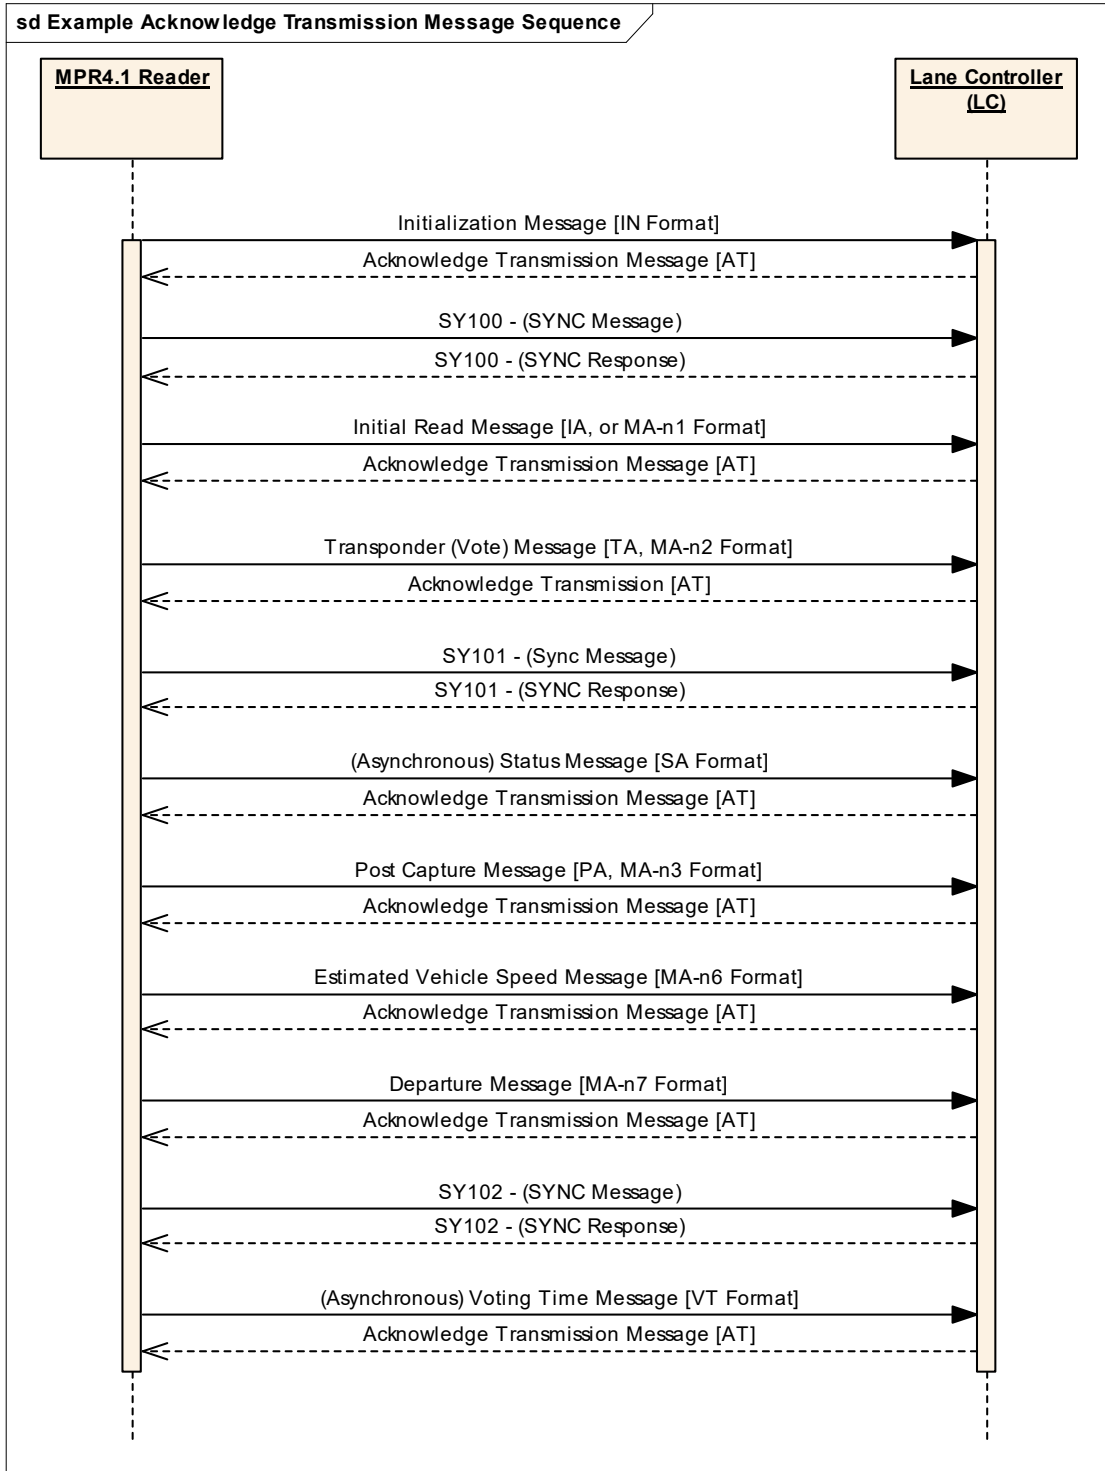 sd Example Acknowledge Transmission Message Sequence
MPR4.1 Reader
Lane Controller
(LC)
Initialization Message [IN Format]
Acknowledge Transmission Message [AT]
SY100 - (SYNC Message)
SY100 - (SYNC Response)
Initial Read Message [IA, or MA-n1 Format]
Acknowledge Transmission Message [AT]
Transponder (Vote) Message [TA, MA-n2 Format]
Acknowledge Transmission [AT]
SY101 - (Sync Message)
SY101 - (SYNC Response)
(Asynchronous) Status Message [SA Format]
Acknowledge Transmission Message [AT]
Post Capture Message [PA, MA-n3 Format]
Acknowledge Transmission Message [AT]
Estimated Vehicle Speed Message [MA-n6 Format]
Acknowledge Transmission Message [AT]
Departure Message [MA-n7 Format]
Acknowledge Transmission Message [AT]
SY102 - (SYNC Message)
SY102 - (SYNC Response)
(Asynchronous) Voting Time Message [VT Format]
Acknowledge Transmission Message [AT]